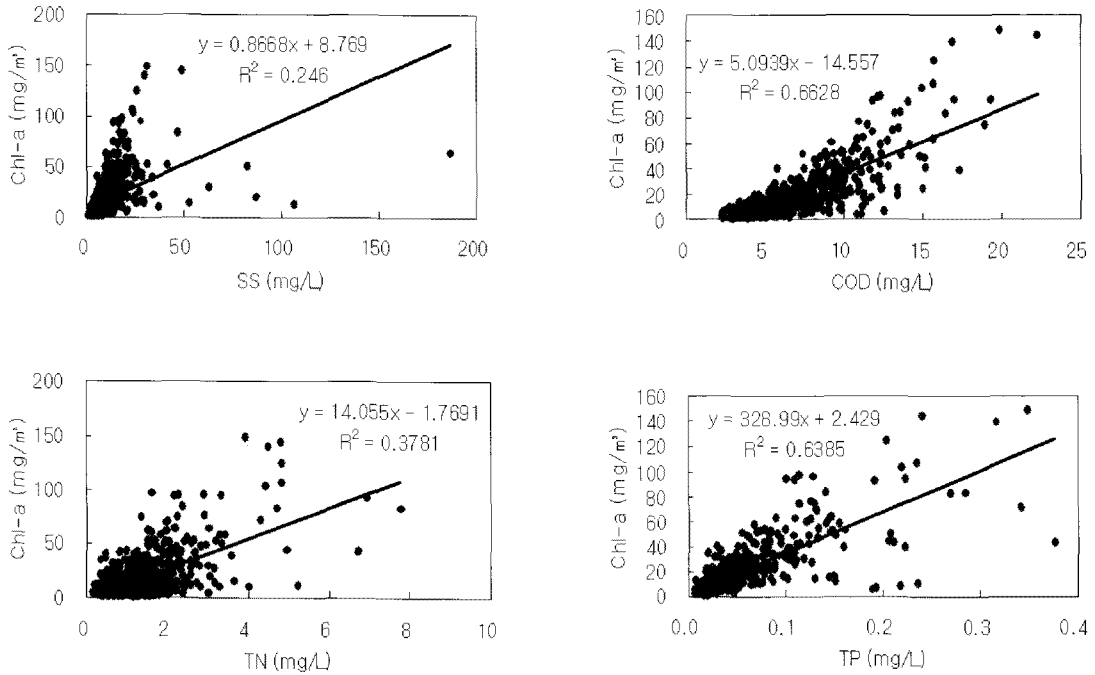 200
150
100
50
0
Chl-a (mg/㎥)
y = 0.8668x + 8.769
R² = 0.246
0 50 100 150 200
SS (mg/L)
160
140
120
100
80
60
40
20
0
Chl-a (mg/㎥)
y = 5.0939x - 14.557
R² = 0.6628
0 5 10 15 20 25
COD (mg/L)
200
150
100
50
0
Chl-a (mg/㎥)
y = 14.055x - 1.7691
R² = 0.3781
0 2 4 6 8 10
TN (mg/L)
160
140
120
100
80
60
40
20
0
Chl-a (mg/㎥)
y = 328.99x + 2.429
R² = 0.6385
0.0 0.1 0.2 0.3 0.4
TP (mg/L)